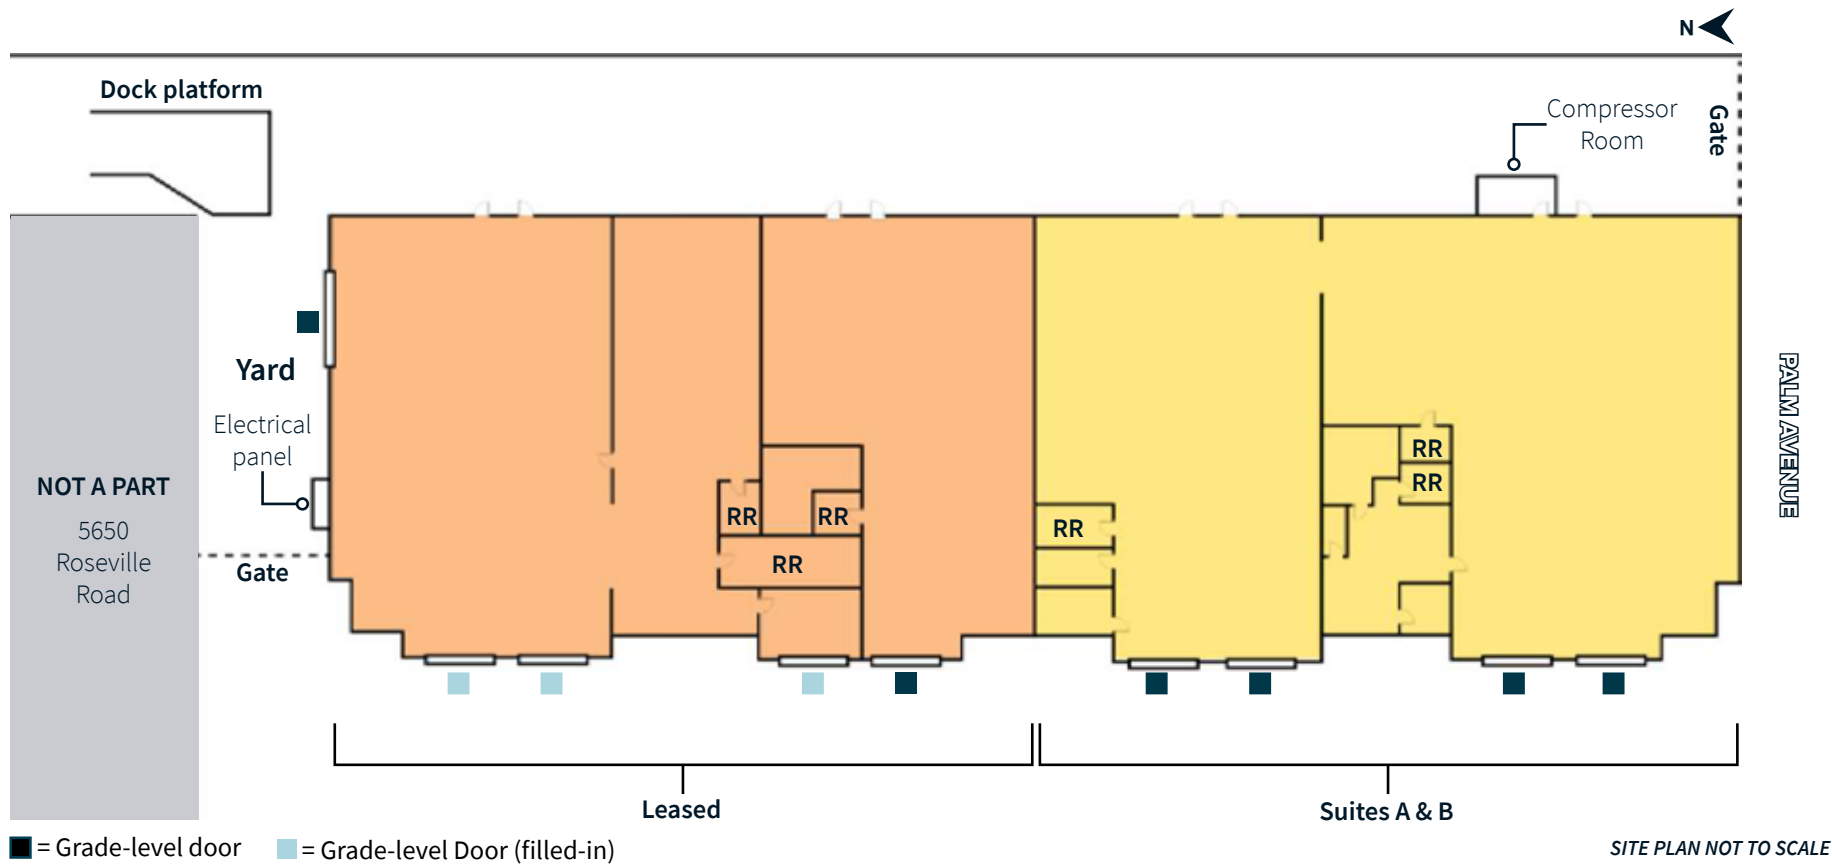 N
Dock platform
Compressor
Room
Gate
Yard
Electrical
panel
PALM AVENUE
NOT A PART
5650
Roseville
Road
Gate
RR
RR
RR
RR
RR
RR
Leased
Suites A & B
= Grade-level door
= Grade-level Door (filled-in)
SITE PLAN NOT TO SCALE